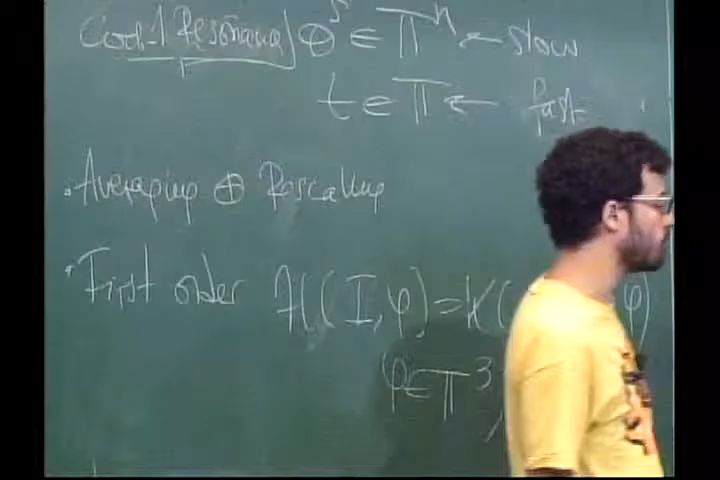 Cod-1 Resonance θ^s ∈ 𝕋^n ← slow
t ∈ 𝕋 ← fast
. Averaging ⊕ Rescaling
. First order H(I,φ) = K( φ)
φ ∈ 𝕋^3,